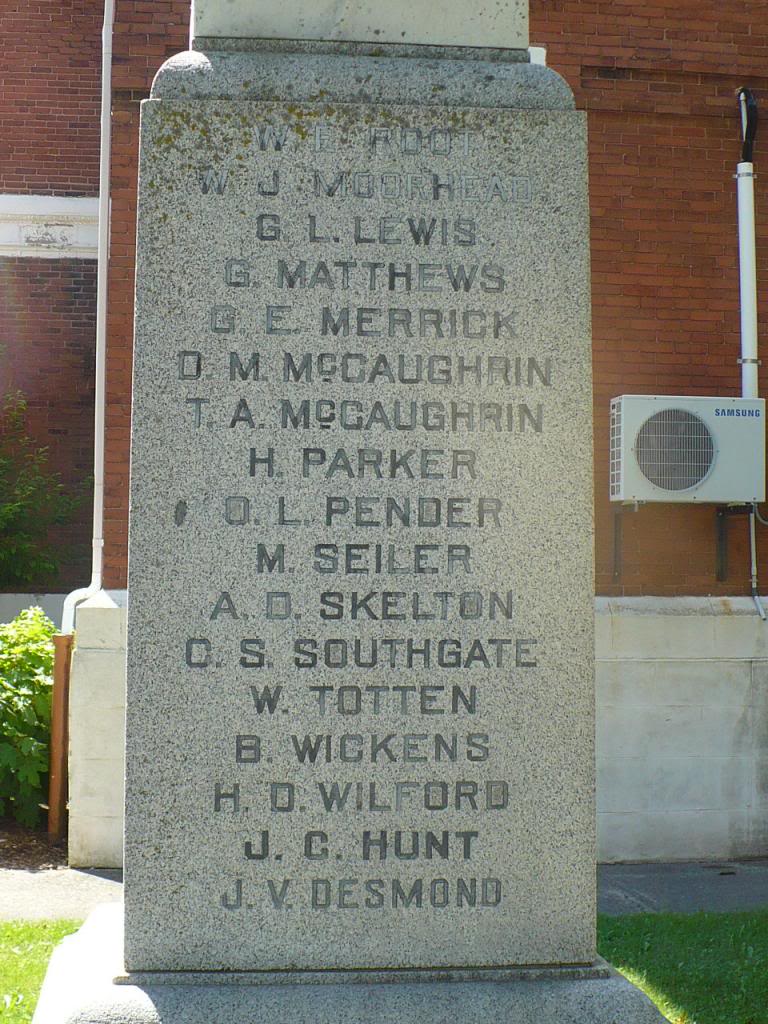 W. E. ROOT
W. J. MOORHEAD
G. L. LEWIS
G. MATTHEWS
G. E. MERRICK
D. M. McCAUGHRIN
T. A. McCAUGHRIN
H. PARKER
O. L. PENDER
M. SEILER
A. D. SKELTON
C. S. SOUTHGATE
W. TOTTEN
B. WICKENS
H. D. WILFORD
J. C. HUNT
J. V. DESMOND
SAMSUNG